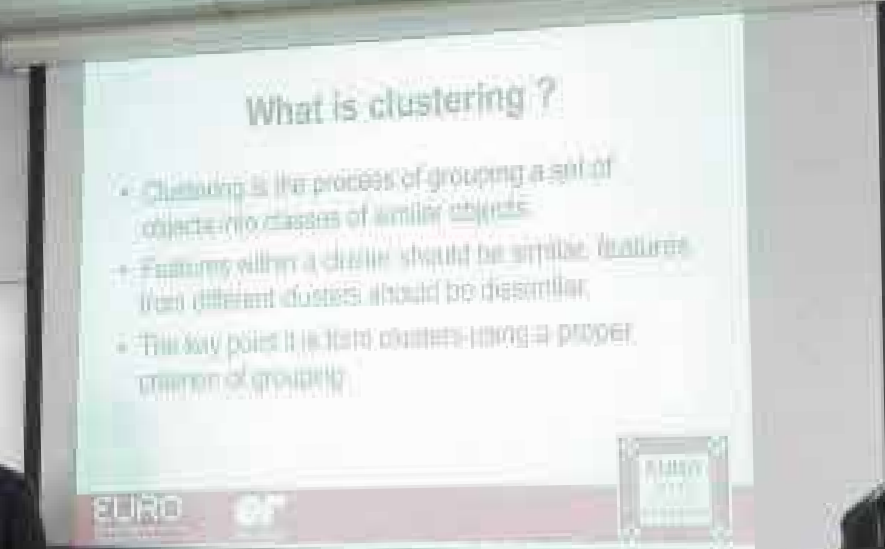 What is clustering ?
• Clustering is the process of grouping a set of
objects into classes of similar objects.
• Features within a cluster should be similar, features
from different clusters should be dissimilar.
• The key point it is form clusters using a proper
criterion of grouping
EURO